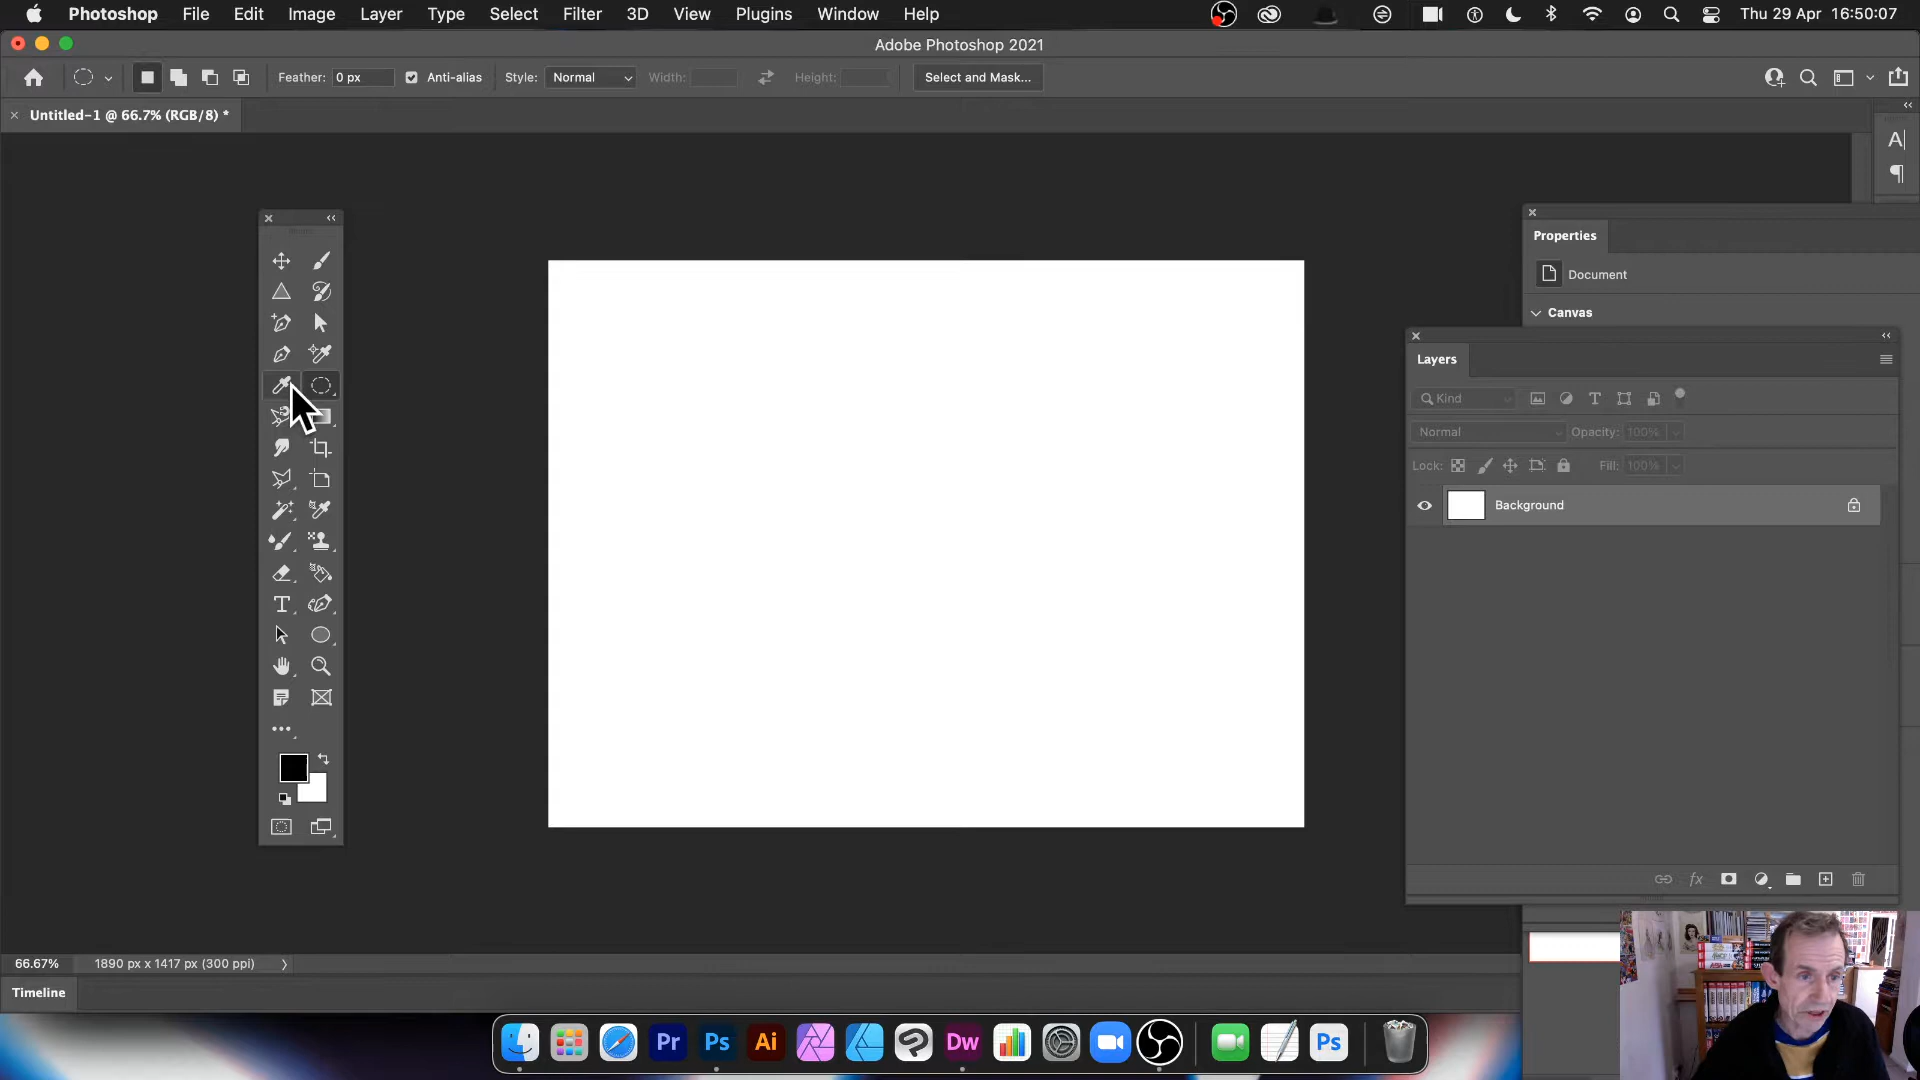 Photoshop File Edit Image Layer Type Select Filter 3D View Plugins Window Help Thu 29 Apr 16:50:07
Adobe Photoshop 2021
Feather: 0 px Anti-alias Style: Normal Width: Height: Select and Mask...
× Untitled-1 @ 66.7% (RGB/8) *
Properties
Document
Canvas
Layers
Kind
Normal Opacity: 100%
Lock: Fill: 100%
Background
fx
66.67% 1890 px x 1417 px (300 ppi)
Timeline
Pr Ps Ai Dw Ps